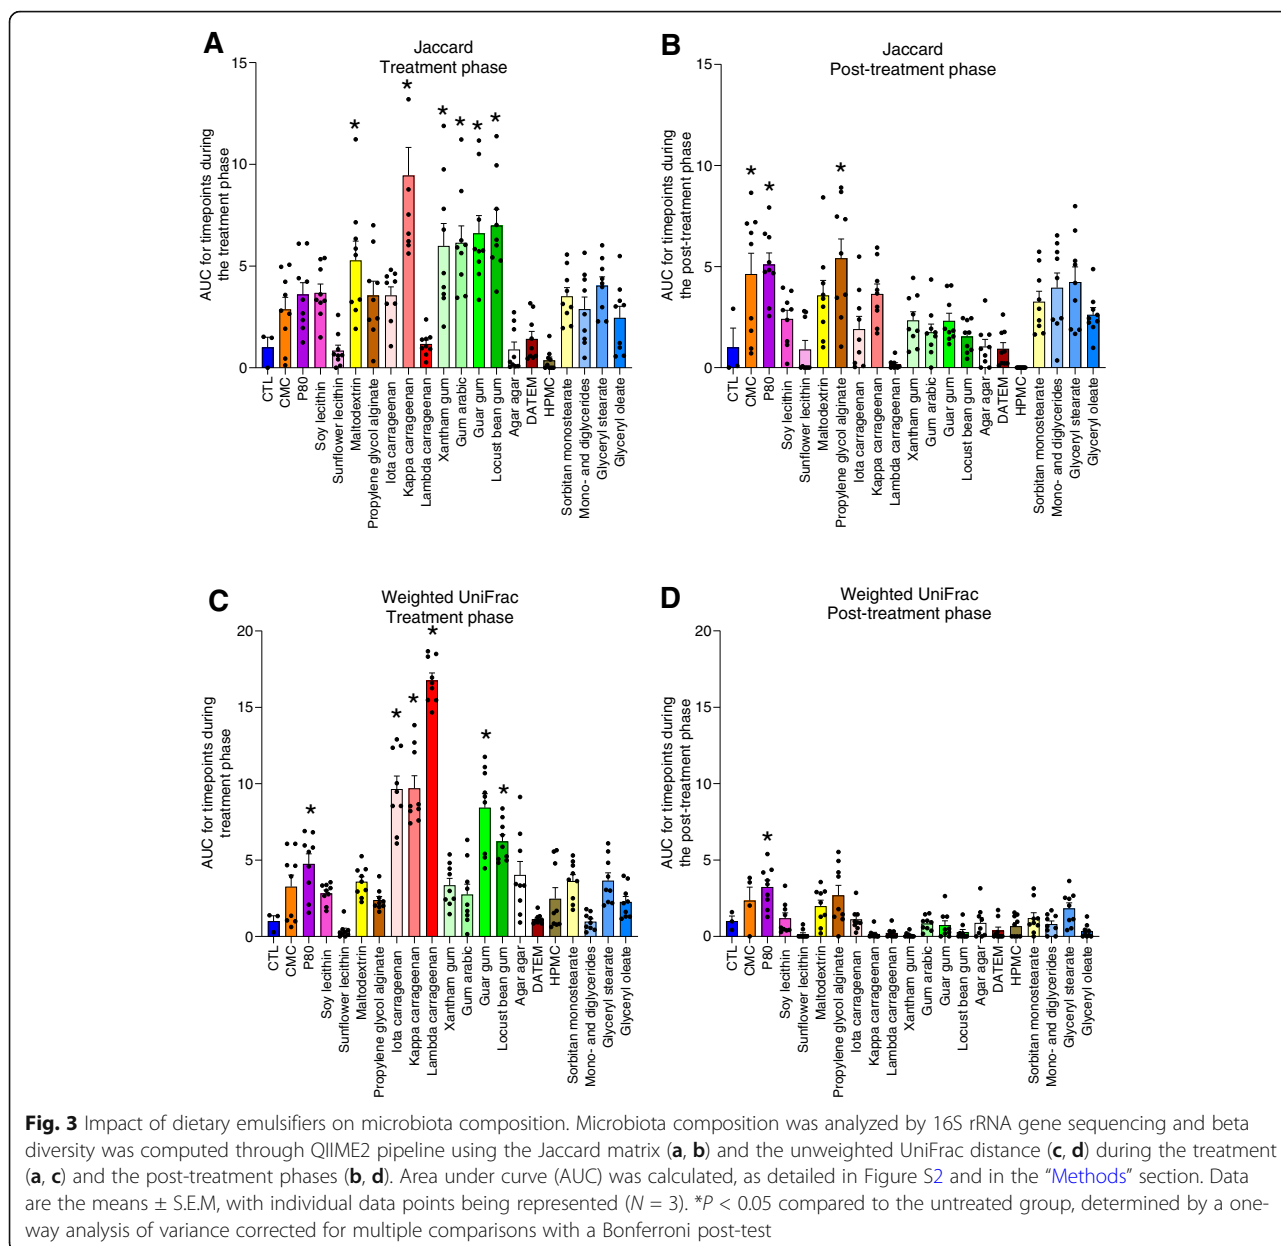 A
Jaccard
Treatment phase
AUC for timepoints during
the treatment phase
15
10
5
0
*
*
*
*
*
*
CTL
CMC
P80
Soy lecithin
Sunflower lecithin
Maltodextrin
Propylene glycol alginate
Iota carrageenan
Kappa carrageenan
Lambda carrageenan
Xantham gum
Gum arabic
Guar gum
Locust bean gum
Agar agar
DATEM
HPMC
Sorbitan monostearate
Mono- and diglycerides
Glyceryl stearate
Glyceryl oleate
B
Jaccard
Post-treatment phase
AUC for timepoints during
the post-treatment phase
15
10
5
0
*
*
*
CTL
CMC
P80
Soy lecithin
Sunflower lecithin
Maltodextrin
Propylene glycol alginate
Iota carrageenan
Kappa carrageenan
Lambda carrageenan
Xantham gum
Gum arabic
Guar gum
Locust bean gum
Agar agar
DATEM
HPMC
Sorbitan monostearate
Mono- and diglycerides
Glyceryl stearate
Glyceryl oleate
C
Weighted UniFrac
Treatment phase
AUC for timepoints during
treatment phase
20
15
10
5
0
*
*
*
*
*
*
CTL
CMC
P80
Soy lecithin
Sunflower lecithin
Maltodextrin
Propylene glycol alginate
Iota carrageenan
Kappa carrageenan
Lambda carrageenan
Xantham gum
Gum arabic
Guar gum
Locust bean gum
Agar agar
DATEM
HPMC
Sorbitan monostearate
Mono- and diglycerides
Glyceryl stearate
Glyceryl oleate
D
Weighted UniFrac
Post-treatment phase
AUC for timepoints during
the post-treatment phase
20
15
10
5
0
*
CTL
CMC
P80
Soy lecithin
Sunflower lecithin
Maltodextrin
Propylene glycol alginate
Iota carrageenan
Kappa carrageenan
Lambda carrageenan
Xantham gum
Gum arabic
Guar gum
Locust bean gum
Agar agar
DATEM
HPMC
Sorbitan monostearate
Mono- and diglycerides
Glyceryl stearate
Glyceryl oleate
Fig. 3 Impact of dietary emulsifiers on microbiota composition. Microbiota composition was analyzed by 16S rRNA gene sequencing and beta
diversity was computed through QIIME2 pipeline using the Jaccard matrix (a, b) and the unweighted UniFrac distance (c, d) during the treatment
(a, c) and the post-treatment phases (b, d). Area under curve (AUC) was calculated, as detailed in Figure S2 and in the “Methods” section. Data
are the means ± S.E.M, with individual data points being represented (N = 3). *P < 0.05 compared to the untreated group, determined by a one-
way analysis of variance corrected for multiple comparisons with a Bonferroni post-test